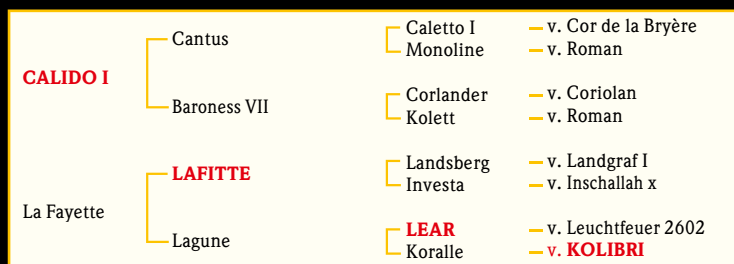 Caletto I – v. Cor de la Bryère
Cantus
Monoline – v. Roman
CALIDO I
Corlander – v. Coriolan
Baroness VII
Kolett – v. Roman
Landsberg – v. Landgraf I
LAFITTE
Investa – v. Inschallah x
La Fayette
LEAR – v. Leuchtfeuer 2602
Lagune
Koralle – v. KOLIBRI